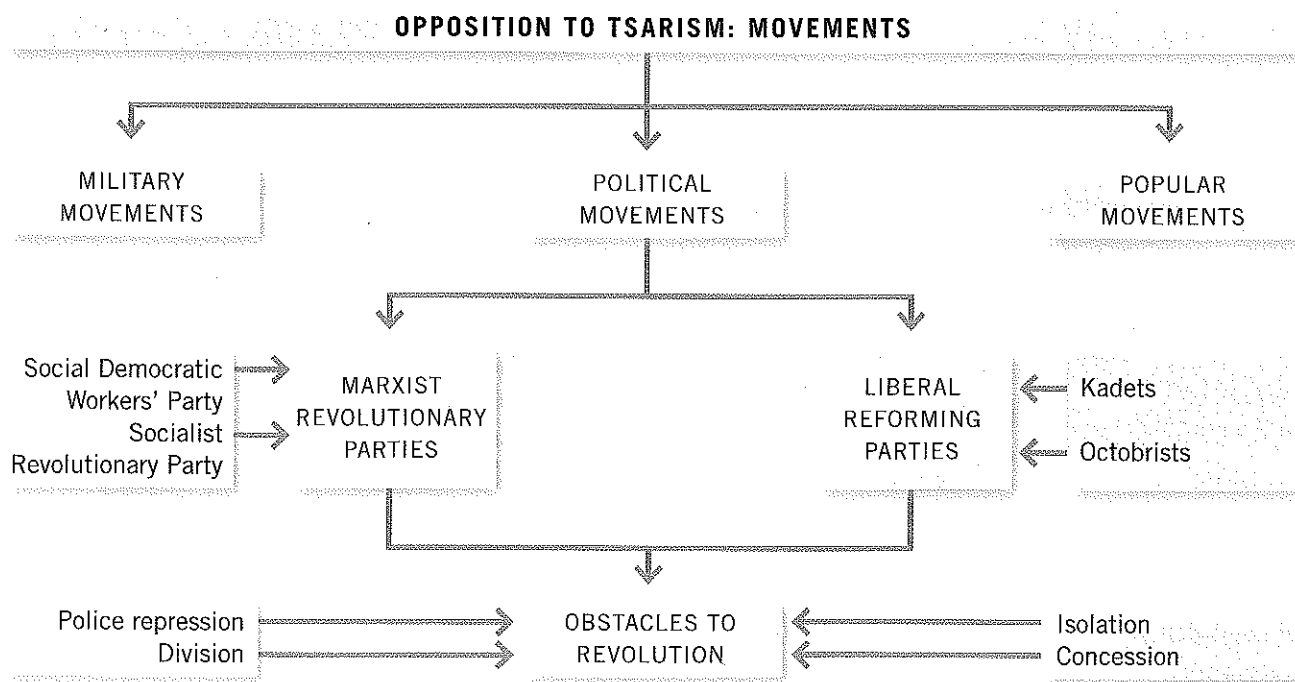 OPPOSITION TO TSARISM: MOVEMENTS
MILITARY
MOVEMENTS
POLITICAL
MOVEMENTS
POPULAR
MOVEMENTS
Social Democratic
Workers' Party
Socialist
Revolutionary Party
MARXIST
REVOLUTIONARY
PARTIES
LIBERAL
REFORMING
PARTIES
Kadets
Octobrists
Police repression
Division
OBSTACLES TO
REVOLUTION
Isolation
Concession